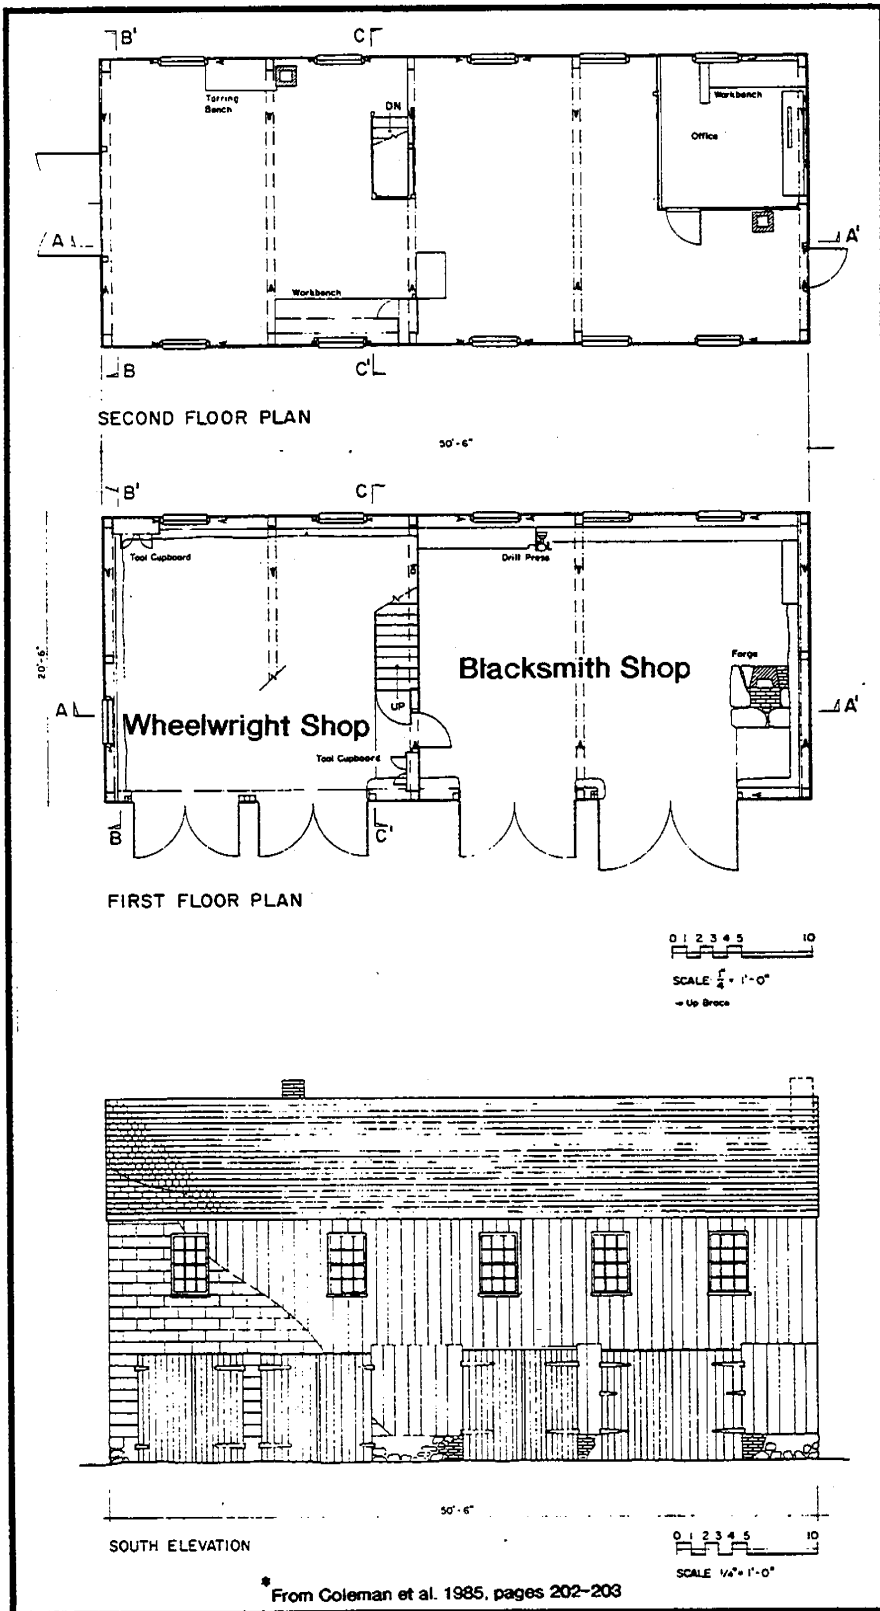 B'
C
Tarring
Bench
DN
Workbench
Office
A
A'
Workbench
B
C'
SECOND FLOOR PLAN
50'-6"
B'
C
Tool Cupboard
Drill Press
20'-6"
Forge
Blacksmith Shop
A
UP
A'
Wheelwright Shop
Tool Cupboard
B
C'
FIRST FLOOR PLAN
0 1 2 3 4 5 10
SCALE 1/4" = 1'-0"
Up Brace
50'-6"
SOUTH ELEVATION
0 1 2 3 4 5 10
SCALE 1/4" = 1'-0"
*From Coleman et al. 1985, pages 202-203